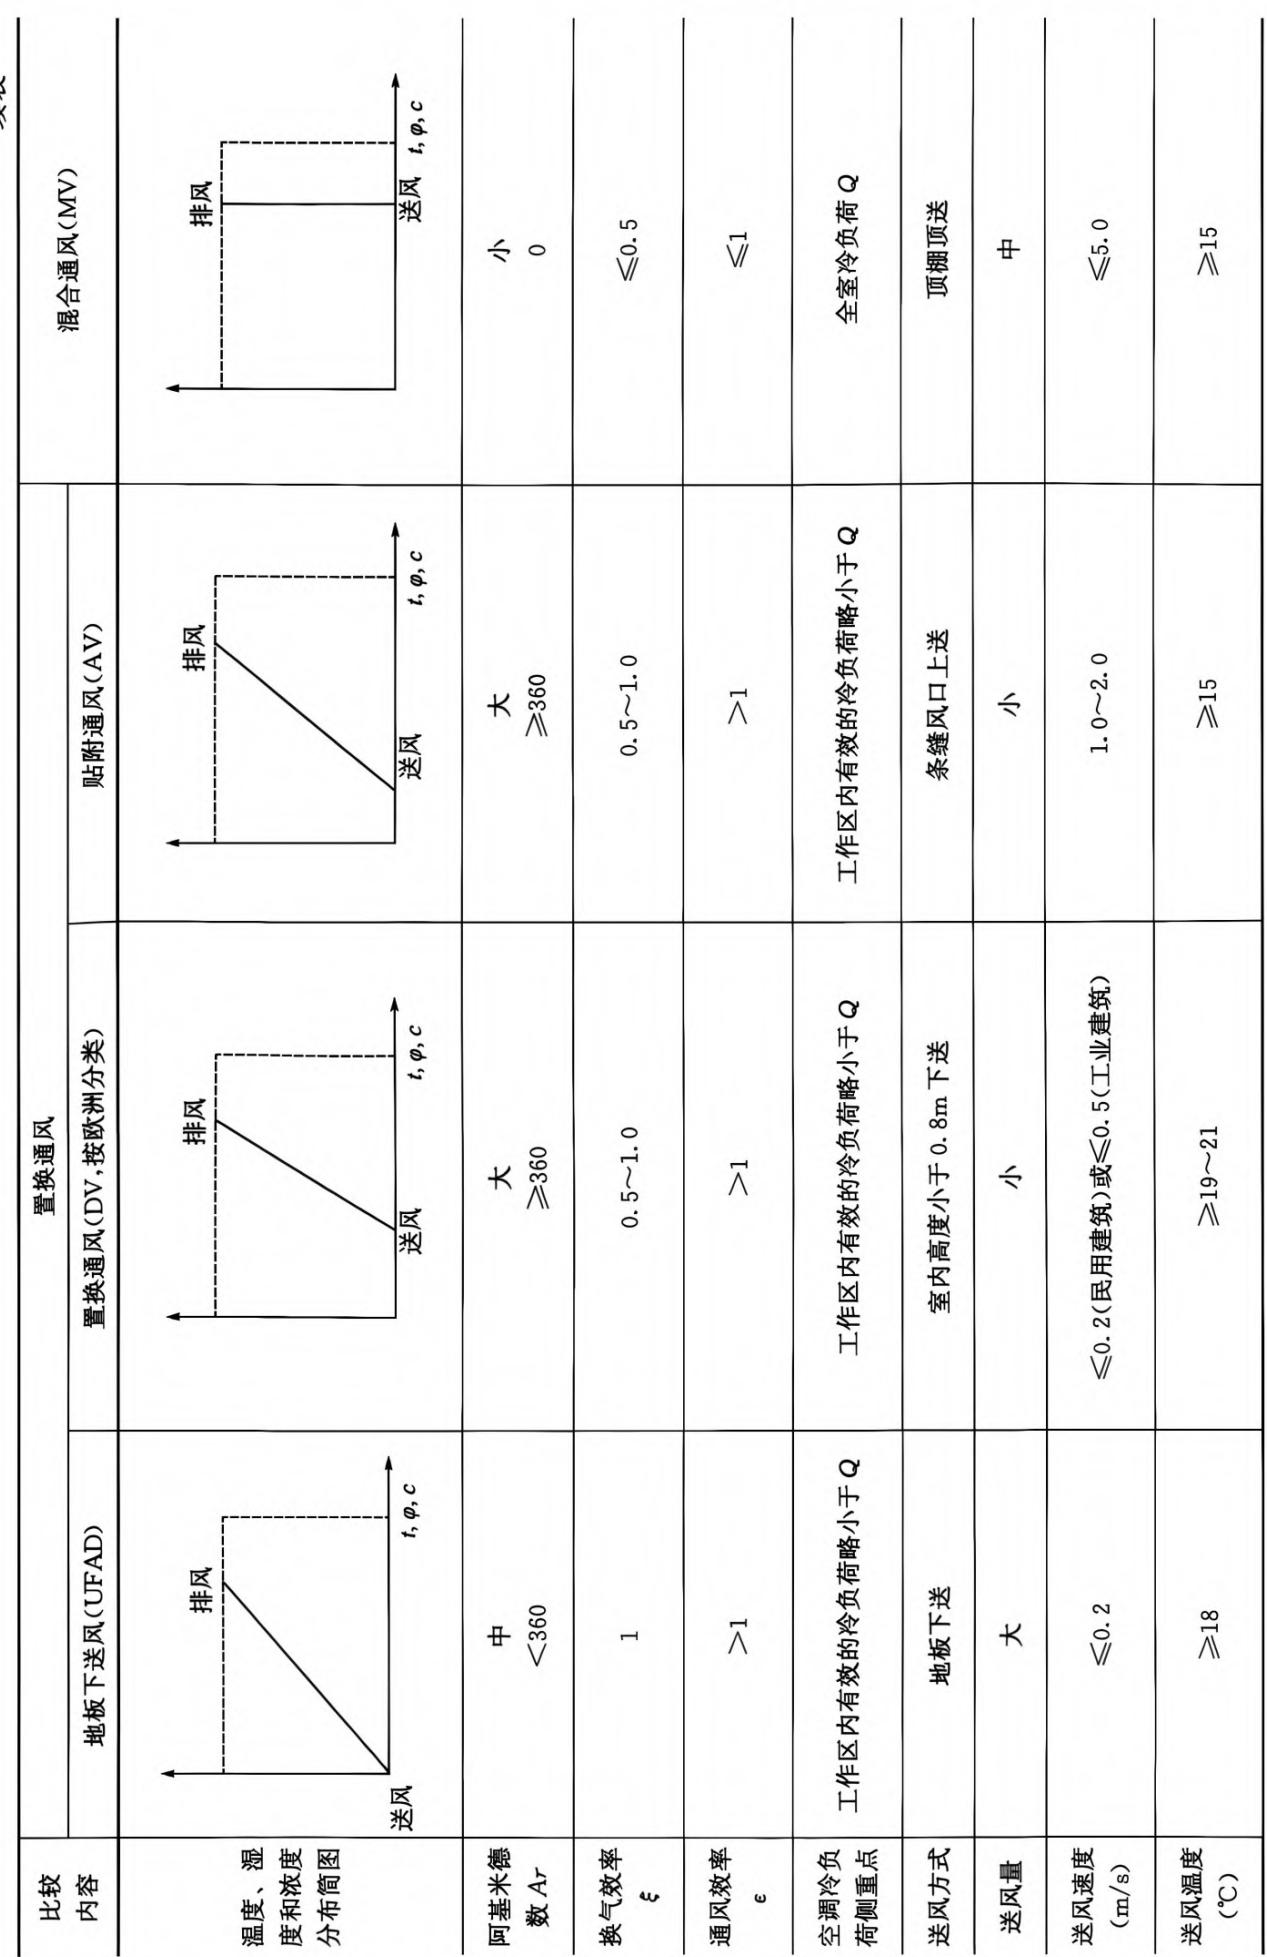 续表
比较
内容
置换通风
混合通风(MV)
地板下送风(UFAD)
置换通风(DV,按欧洲分类)
贴附通风(AV)
温度、湿
度和浓度
分布简图
排风
送风
t,φ,c
排风
送风
t,φ,c
排风
送风
t,φ,c
排风
送风
t,φ,c
阿基米德
数 Ar
中
<360
大
≥360
大
≥360
小
0
换气效率
ξ
1
0.5~1.0
0.5~1.0
≤0.5
通风效率
ε
>1
>1
>1
≤1
空调冷负
荷侧重点
工作区内有效的冷负荷略小于 Q
工作区内有效的冷负荷略小于 Q
工作区内有效的冷负荷略小于 Q
全室冷负荷 Q
送风方式
地板下送
室内高度小于 0.8m 下送
条缝风口上送
顶棚顶送
送风量
大
小
小
中
送风速度
(m/s)
≤0.2
≤0.2(民用建筑)或≤0.5(工业建筑)
1.0~2.0
≤5.0
送风温度
(℃)
≥18
≥19~21
≥15
≥15